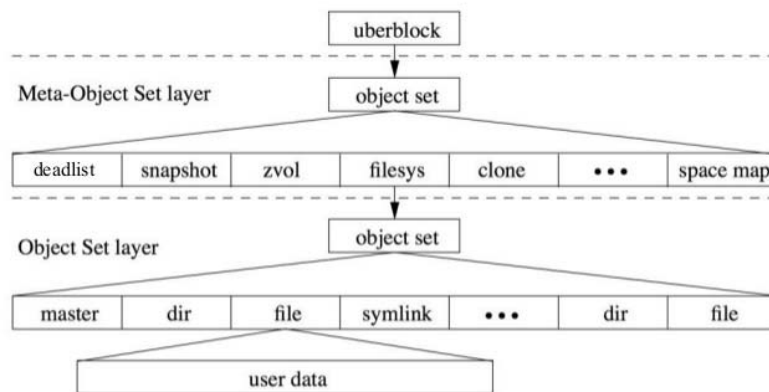 uberblock
Meta-Object Set layer
object set
deadlist snapshot zvol filesys clone ••• space map
Object Set layer
object set
master dir file symlink ••• dir file
user data